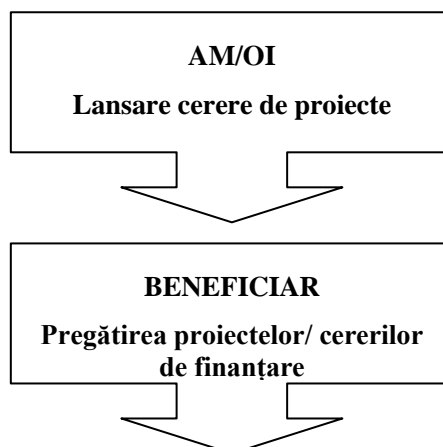 AM/OI
Lansare cerere de proiecte
BENEFICIAR
Pregătirea proiectelor/ cererilor
de finanțare